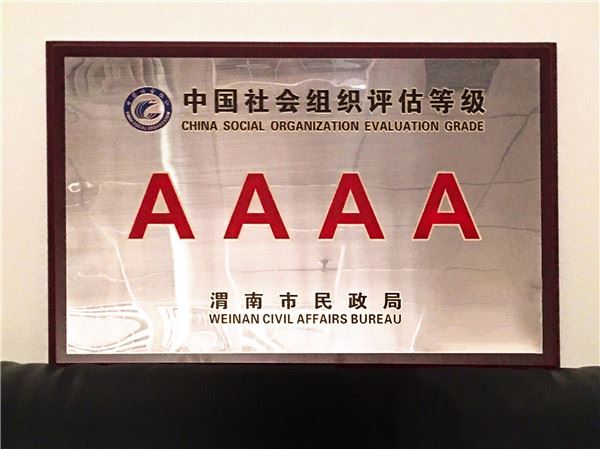 中国社会组织评估等级
CHINA SOCIAL ORGANIZATION EVALUATION GRADE
AAAA
渭南市民政局
WEINAN CIVIL AFFAIRS BUREAU